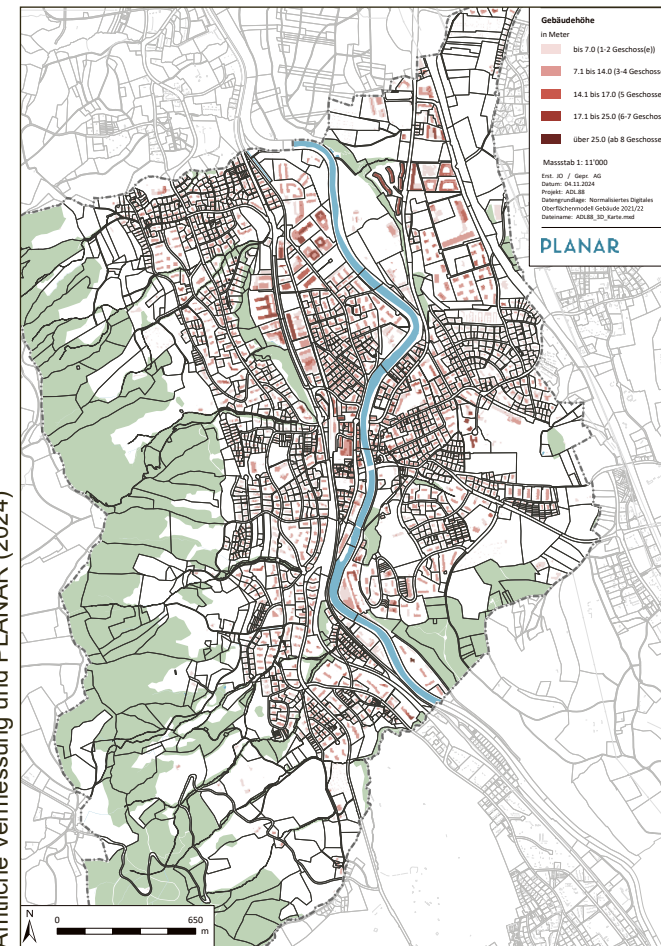 Gebäudehöhe
in Meter
bis 7.0 (1-2 Geschoss(e))
7.1 bis 14.0 (3-4 Geschosse
14.1 bis 17.0 (5 Geschosse
17.1 bis 25.0 (6-7 Geschos
über 25.0 (ab 8 Geschosse
Massstab 1: 11'000
Erst. JO / Gepr. AG
Datum: 04.11.2024
Projekt: ADL88
Datengrundlage: Normalisiertes Digitales
Oberflächenmodell Gebäude 2021/22
Dateiname: ADL88_3D_Karte.mxd
PLANAR
Amtliche Vermessung und PLANAR (2024)
N
0 650
m